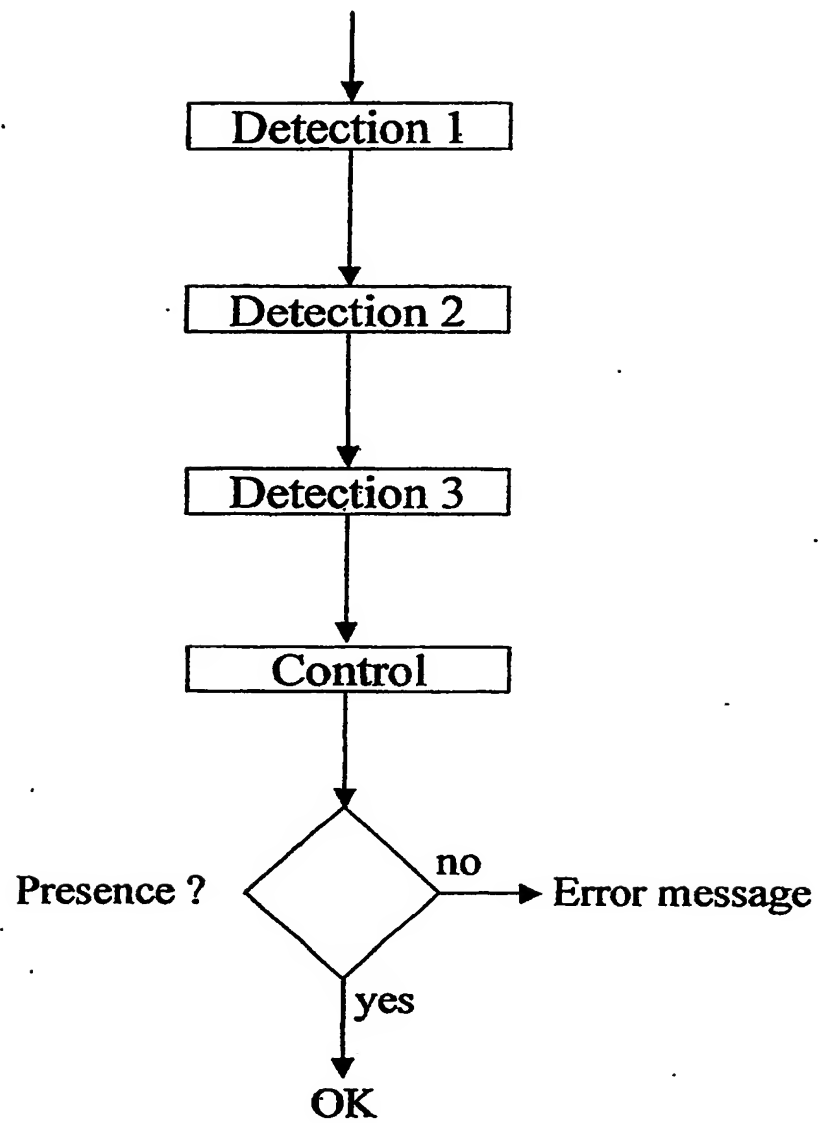 Detection 1
Detection 2
Detection 3
Control
no
Presence ?
Error message
yes
OK